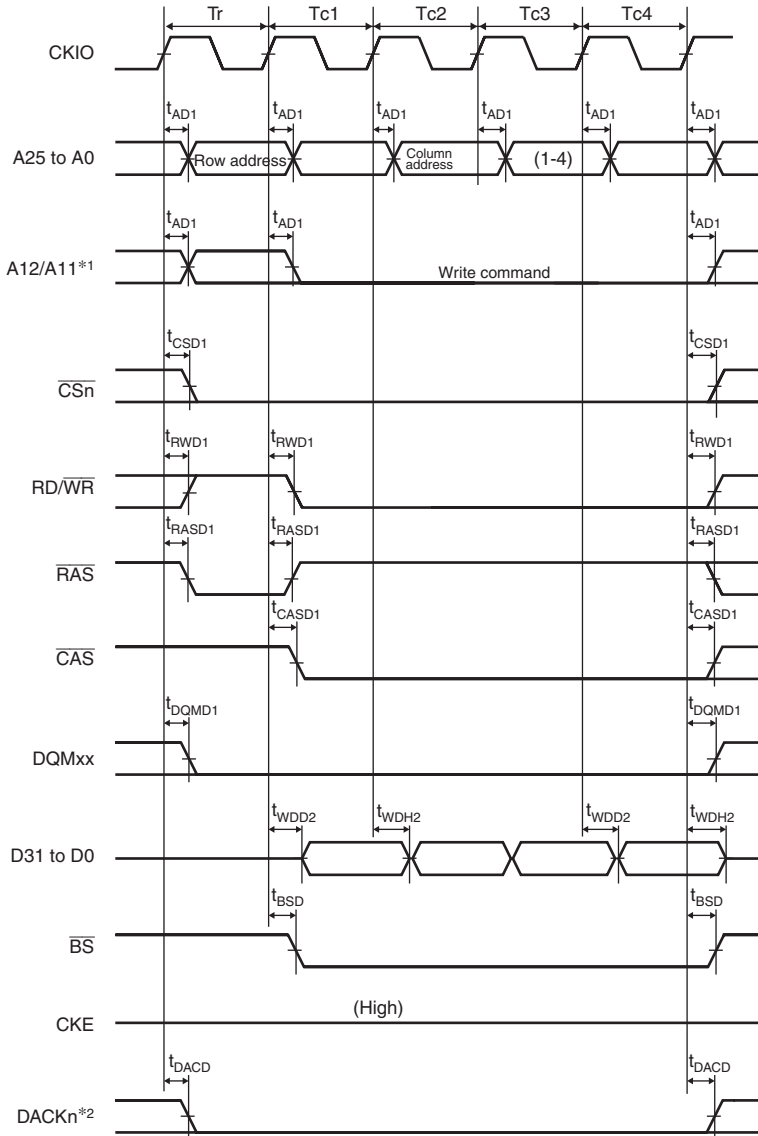 Tr Tc1 Tc2 Tc3 Tc4
CKIO
tAD1 tAD1 tAD1 tAD1 tAD1 tAD1
A25 to A0 Row address Column address (1-4)
tAD1 tAD1 tAD1
A12/A11*1 Write command
tCSD1 tCSD1
CSn
tRWD1 tRWD1 tRWD1
RD/WR
tRASD1 tRASD1 tRASD1
RAS
tCASD1 tCASD1
CAS
tDQMD1 tDQMD1
DQMxx
tWDD2 tWDH2 tWDD2 tWDH2
D31 to D0
tBSD tBSD
BS
(High)
CKE
tDACD tDACD
DACKn*2